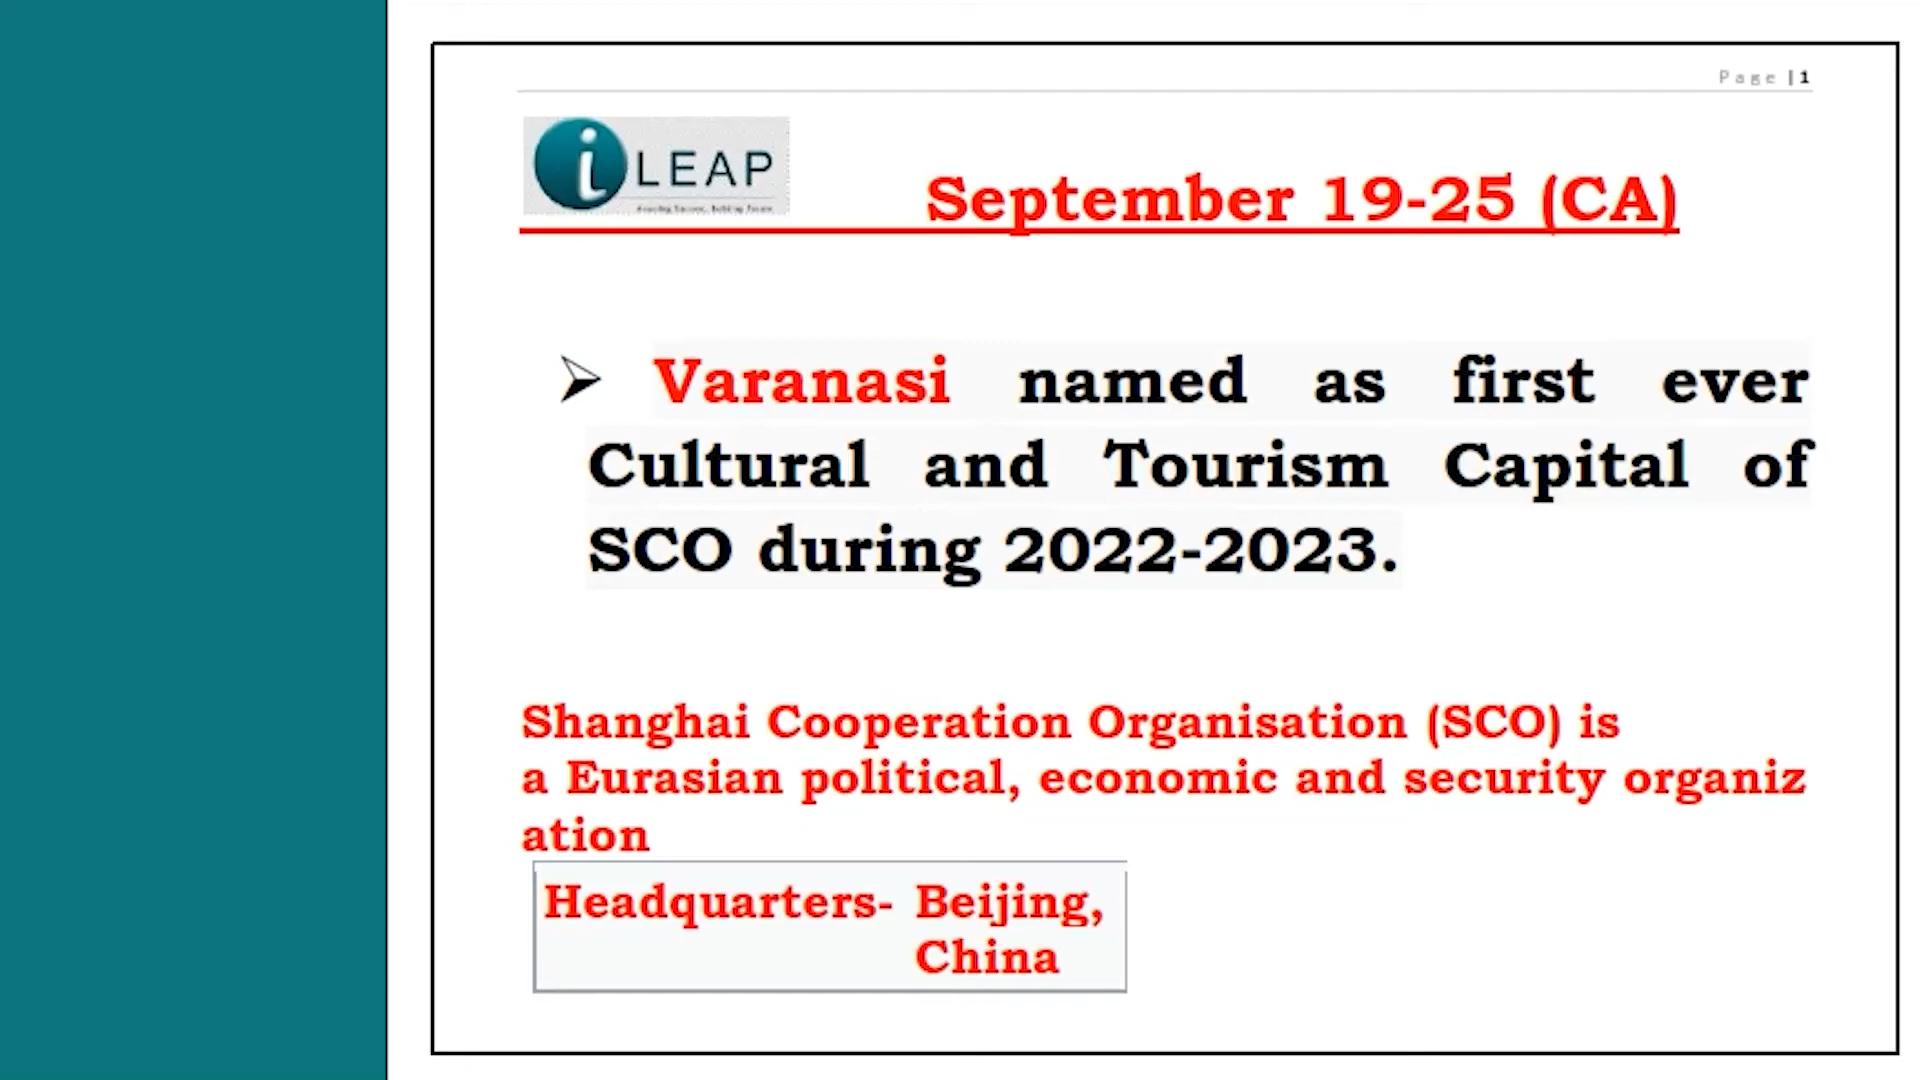 Page | 1
i LEAP
September 19-25 (CA)
➢ Varanasi named as first ever
Cultural and Tourism Capital of
SCO during 2022-2023.
Shanghai Cooperation Organisation (SCO) is
a Eurasian political, economic and security organiz
ation
Headquarters- Beijing,
China